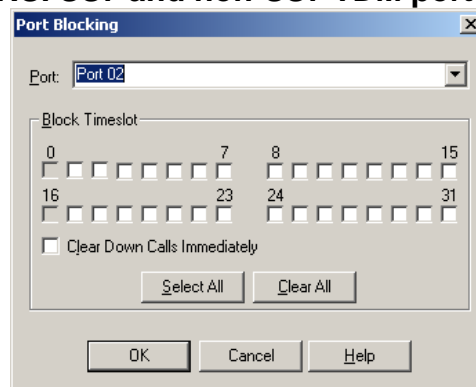 Port Blocking
Port: Port 02
Block Timeslot
0 7 8 15
16 23 24 31
Clear Down Calls Immediately
Select All Clear All
OK Cancel Help